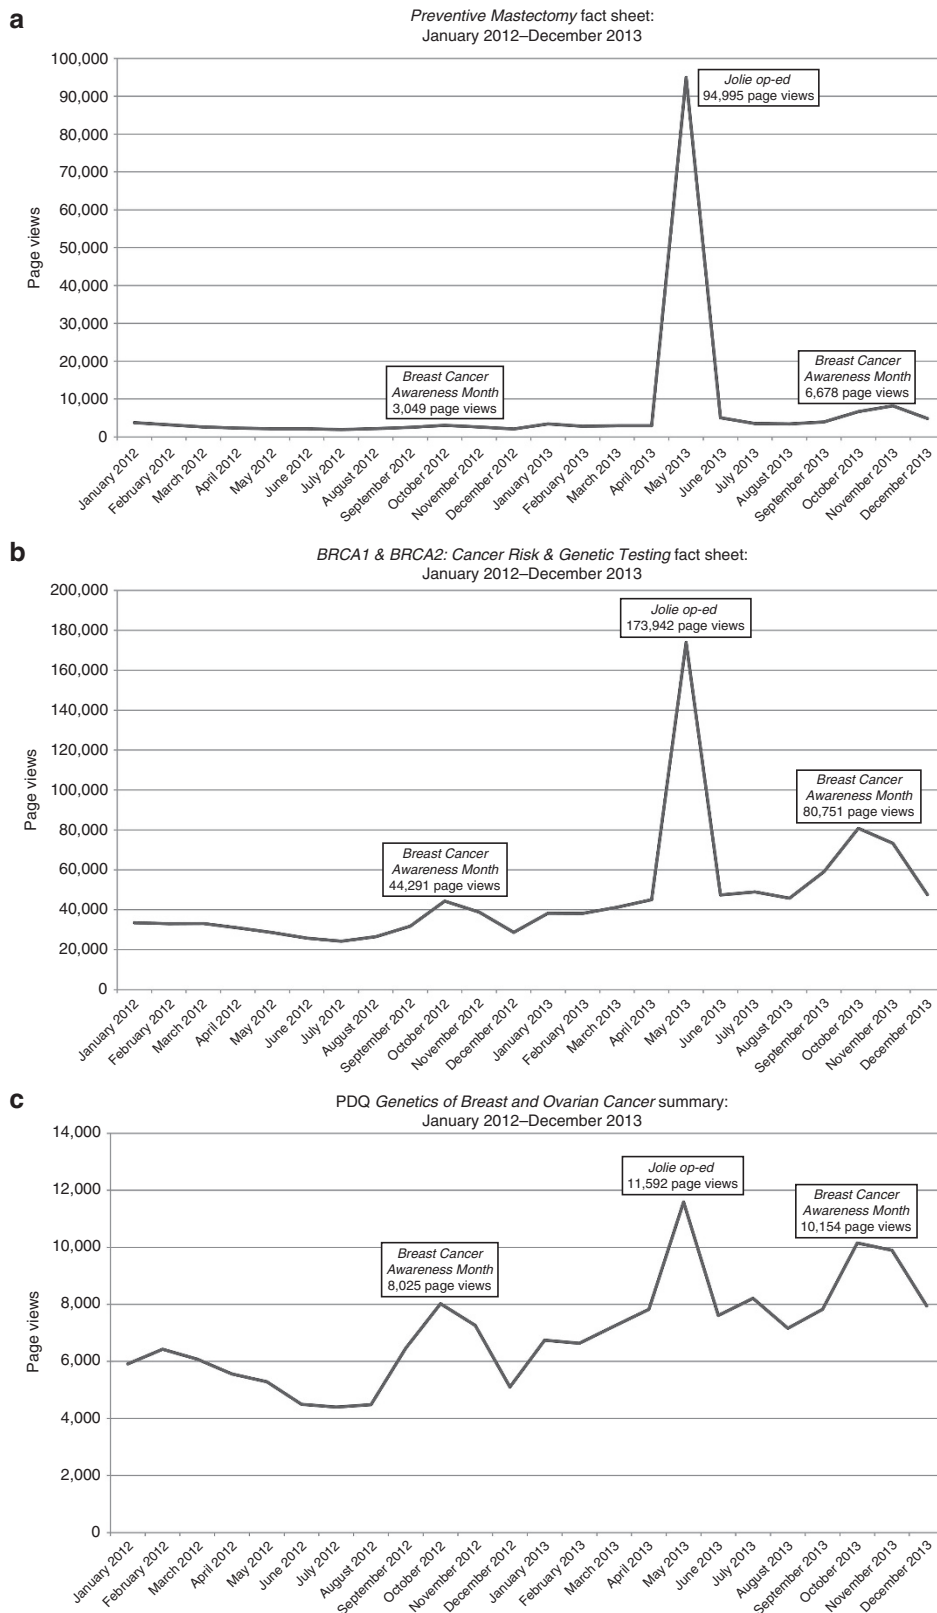 a
Preventive Mastectomy fact sheet:
January 2012–December 2013
100,000
90,000
80,000
70,000
60,000
50,000
40,000
30,000
20,000
10,000
0
Page views
Jolie op-ed
94,995 page views
Breast Cancer
Awareness Month
3,049 page views
Breast Cancer
Awareness Month
6,678 page views
January 2012
February 2012
March 2012
April 2012
May 2012
June 2012
July 2012
August 2012
September 2012
October 2012
November 2012
December 2012
January 2013
February 2013
March 2013
April 2013
May 2013
June 2013
July 2013
August 2013
September 2013
October 2013
November 2013
December 2013
b
BRCA1 & BRCA2: Cancer Risk & Genetic Testing fact sheet:
January 2012–December 2013
200,000
180,000
160,000
140,000
120,000
100,000
80,000
60,000
40,000
20,000
0
Page views
Jolie op-ed
173,942 page views
Breast Cancer
Awareness Month
44,291 page views
Breast Cancer
Awareness Month
80,751 page views
January 2012
February 2012
March 2012
April 2012
May 2012
June 2012
July 2012
August 2012
September 2012
October 2012
November 2012
December 2012
January 2013
February 2013
March 2013
April 2013
May 2013
June 2013
July 2013
August 2013
September 2013
October 2013
November 2013
December 2013
c
PDQ Genetics of Breast and Ovarian Cancer summary:
January 2012–December 2013
14,000
12,000
10,000
8,000
6,000
4,000
2,000
0
Page views
Jolie op-ed
11,592 page views
Breast Cancer
Awareness Month
8,025 page views
Breast Cancer
Awareness Month
10,154 page views
January 2012
February 2012
March 2012
April 2012
May 2012
June 2012
July 2012
August 2012
September 2012
October 2012
November 2012
December 2012
January 2013
February 2013
March 2013
April 2013
May 2013
June 2013
July 2013
August 2013
September 2013
October 2013
November 2013
December 2013